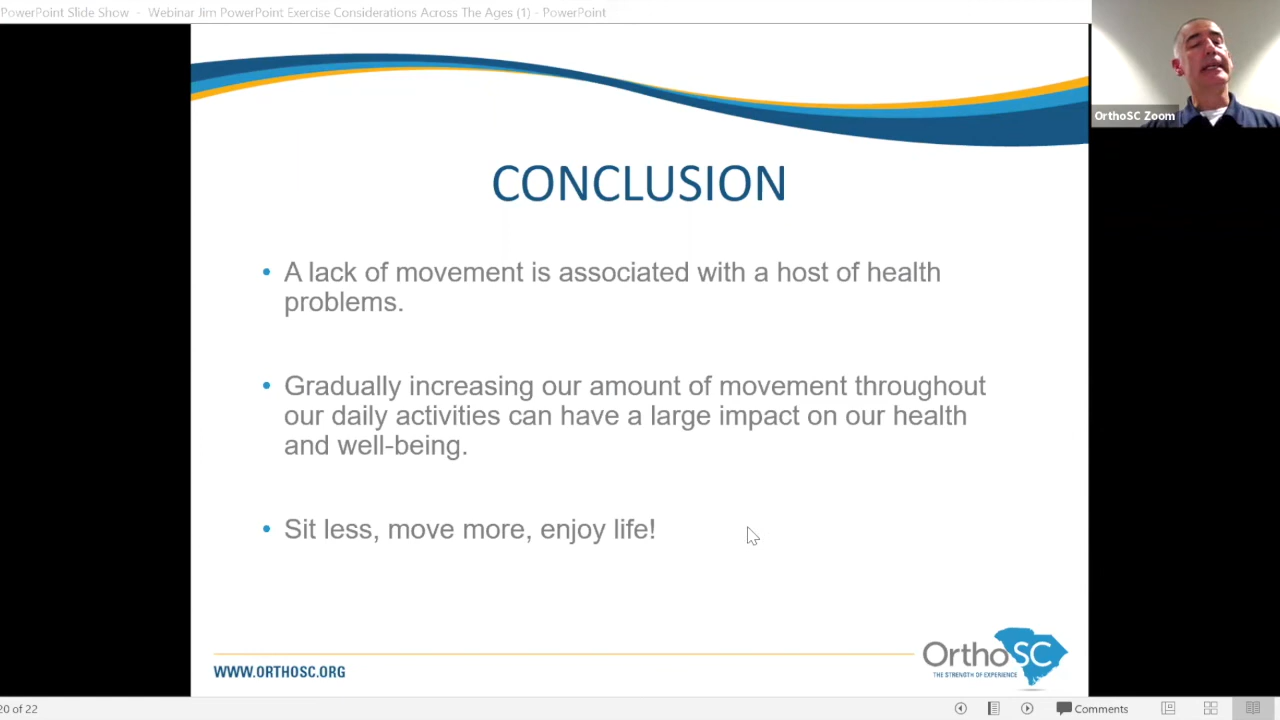 PowerPoint Slide Show - Webinar Jim PowerPoint Exercise Considerations Across The Ages (1) - PowerPoint
OrthoSC Zoom
CONCLUSION
• A lack of movement is associated with a host of health
problems.
• Gradually increasing our amount of movement throughout
our daily activities can have a large impact on our health
and well-being.
• Sit less, move more, enjoy life!
WWW.ORTHOSC.ORG
OrthoSC
THE STRENGTH OF EXPERIENCE
20 of 22
Comments